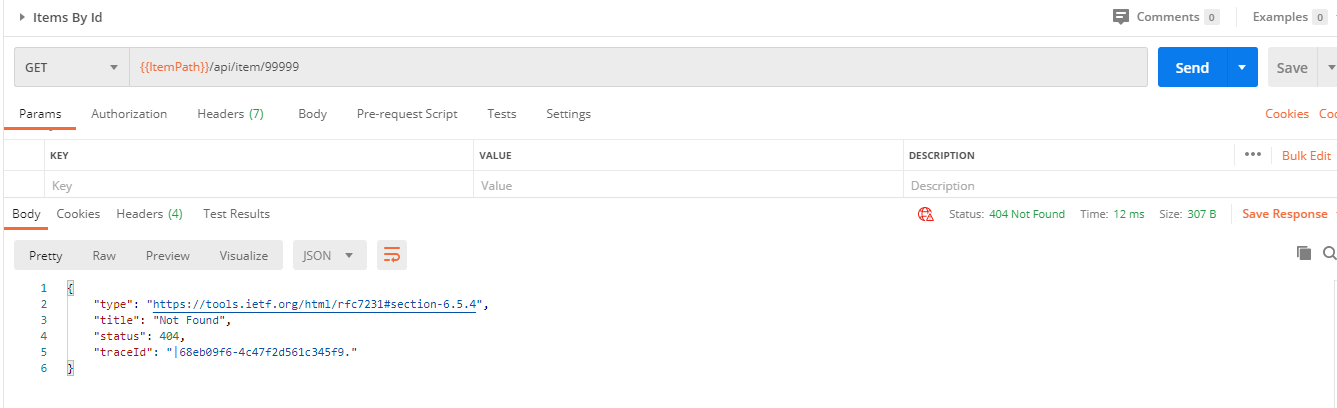 Items By Id
Comments 0 Examples 0
GET {{ItemPath}}/api/item/99999 Send Save
Params Authorization Headers (7) Body Pre-request Script Tests Settings Cookies
KEY VALUE DESCRIPTION ••• Bulk Edit
Key Value Description
Body Cookies Headers (4) Test Results Status: 404 Not Found Time: 12 ms Size: 307 B Save Response
Pretty Raw Preview Visualize JSON
1 {
2 "type": "https://tools.ietf.org/html/rfc7231#section-6.5.4",
3 "title": "Not Found",
4 "status": 404,
5 "traceId": "|68eb09f6-4c47f2d561c345f9."
6 }